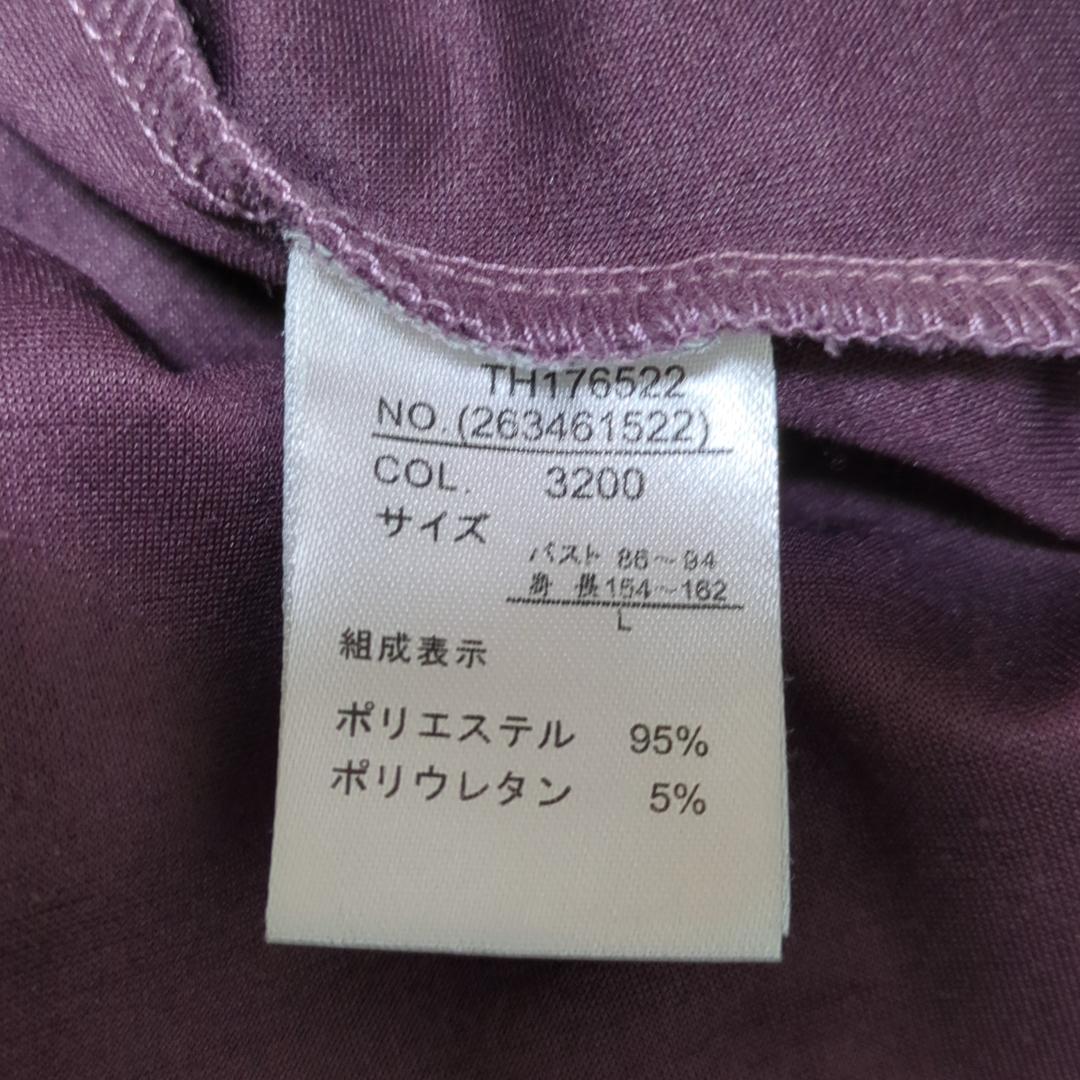 TH176522
NO.(263461522)
COL. 3200
サイズ
バスト 86～94
身長154～162
L
組成表示
ポリエステル 95%
ポリウレタン 5%